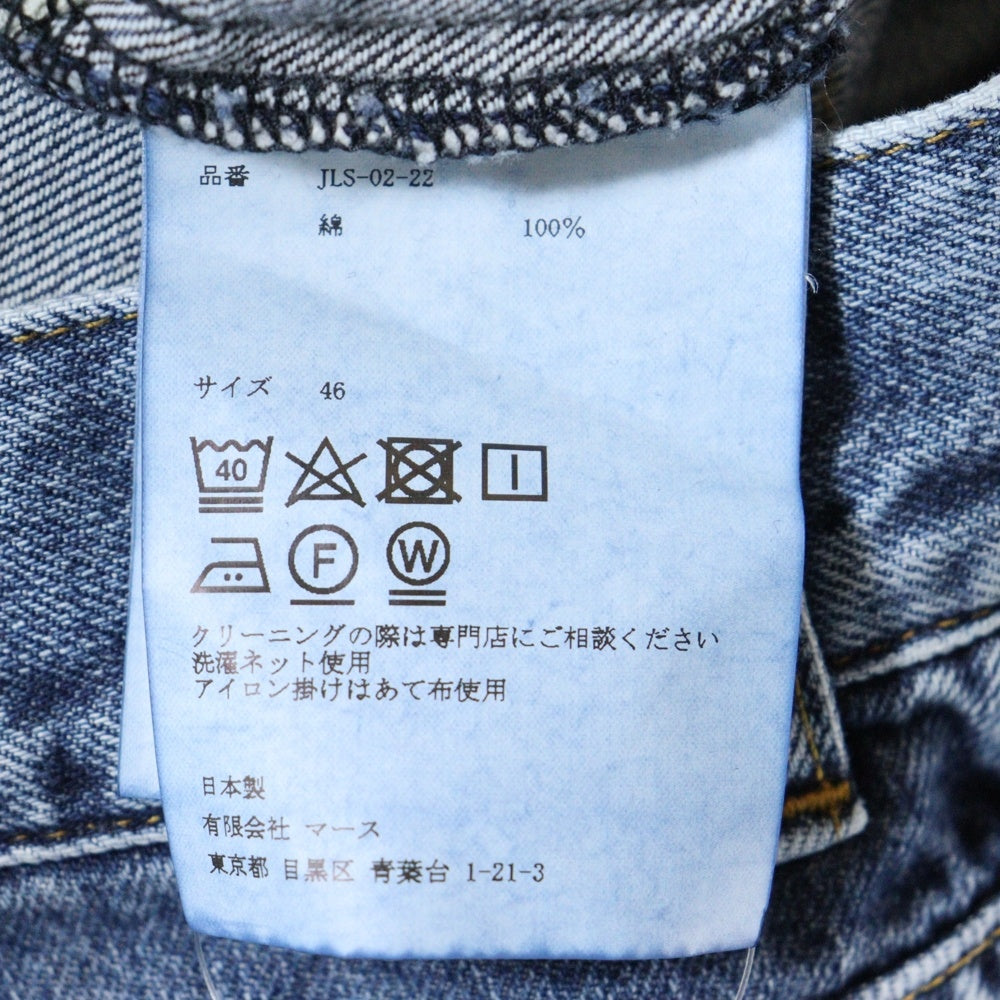 品番 JLS-02-22
綿 100%
サイズ 46
40
F W
クリーニングの際は専門店にご相談ください
洗濯ネット使用
アイロン掛けはあて布使用
日本製
有限会社 マース
東京都 目黒区 青葉台 1-21-3